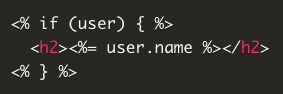 <% if (user) { %>
  <h2><%= user.name %></h2>
<% } %>